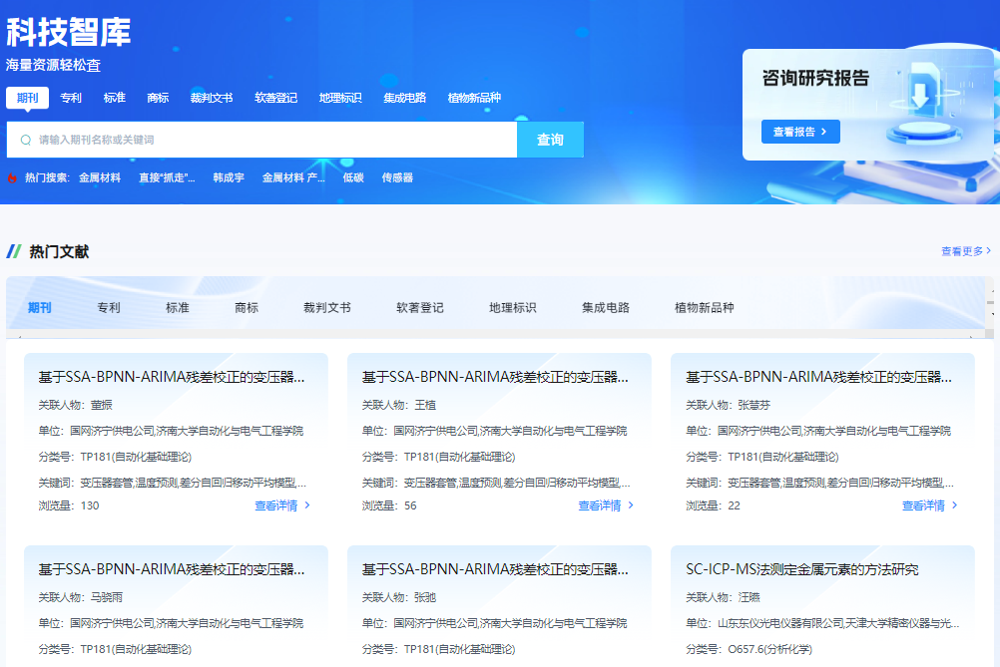 科技智库
海量资源轻松查
期刊 专利 标准 商标 裁判文书 软著登记 地理标识 集成电路 植物新品种
请输入期刊名称或关键词 查询
热门搜索: 金属材料 直接"抓走"... 韩成宇 金属材料 产... 低碳 传感器
咨询研究报告
查看报告 >
热门文献 查看更多 >
期刊 专利 标准 商标 裁判文书 软著登记 地理标识 集成电路 植物新品种
基于SSA-BPNN-ARIMA残差校正的变压器...
关联人物: 董振
单位: 国网济宁供电公司,济南大学自动化与电气工程学院
分类号: TP181(自动化基础理论)
关键词: 变压器套管,温度预测,差分自回归移动平均模型,...
浏览量: 130 查看详情 >
基于SSA-BPNN-ARIMA残差校正的变压器...
关联人物: 王植
单位: 国网济宁供电公司,济南大学自动化与电气工程学院
分类号: TP181(自动化基础理论)
关键词: 变压器套管,温度预测,差分自回归移动平均模型,...
浏览量: 56 查看详情 >
基于SSA-BPNN-ARIMA残差校正的变压器...
关联人物: 张慧芬
单位: 国网济宁供电公司,济南大学自动化与电气工程学院
分类号: TP181(自动化基础理论)
关键词: 变压器套管,温度预测,差分自回归移动平均模型,...
浏览量: 22 查看详情 >
基于SSA-BPNN-ARIMA残差校正的变压器...
关联人物: 马骁雨
单位: 国网济宁供电公司,济南大学自动化与电气工程学院
分类号: TP181(自动化基础理论)
基于SSA-BPNN-ARIMA残差校正的变压器...
关联人物: 张驰
单位: 国网济宁供电公司,济南大学自动化与电气工程学院
分类号: TP181(自动化基础理论)
SC-ICP-MS法测定金属元素的方法研究
关联人物: 汪曣
单位: 山东东仪光电仪器有限公司,天津大学精密仪器与光...
分类号: O657.6(分析化学)